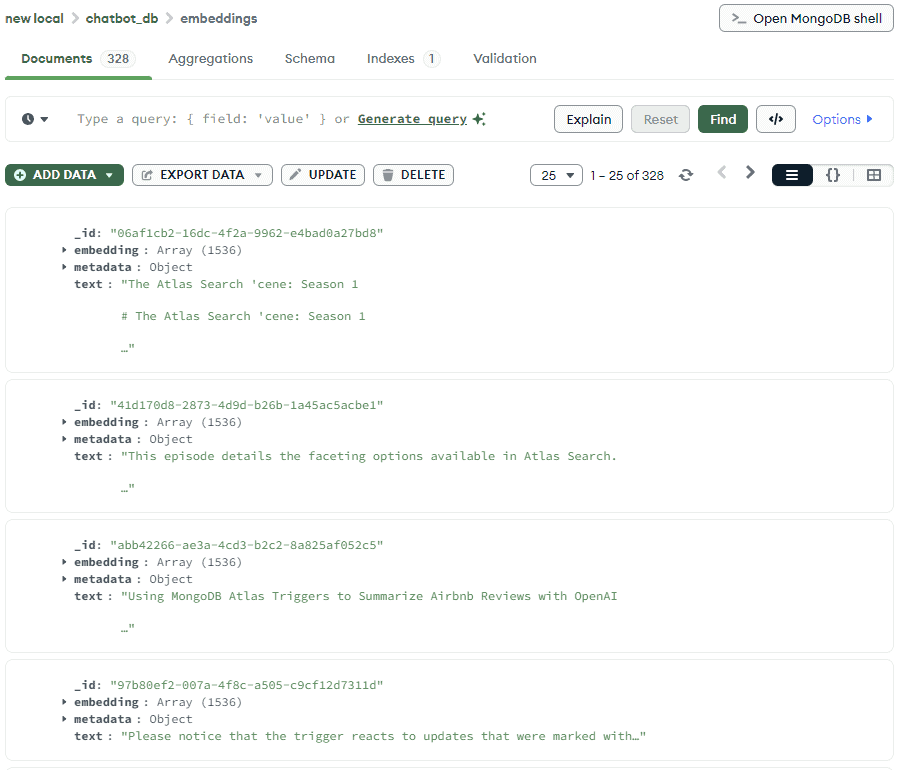 new local > chatbot_db > embeddings
>_ Open MongoDB shell
Documents 328 Aggregations Schema Indexes 1 Validation
Type a query: { field: 'value' } or Generate query
Explain Reset Find </> Options
ADD DATA EXPORT DATA UPDATE DELETE 25 1 – 25 of 328 {}
_id: "06af1cb2-16dc-4f2a-9962-e4bad0a27bd8"
embedding : Array (1536)
metadata : Object
text : "The Atlas Search 'cene: Season 1
# The Atlas Search 'cene: Season 1
…"
_id: "41d170d8-2873-4d9d-b26b-1a45ac5acbe1"
embedding : Array (1536)
metadata : Object
text : "This episode details the faceting options available in Atlas Search.
…"
_id: "abb42266-ae3a-4cd3-b2c2-8a825af052c5"
embedding : Array (1536)
metadata : Object
text : "Using MongoDB Atlas Triggers to Summarize Airbnb Reviews with OpenAI
…"
_id: "97b80ef2-007a-4f8c-a505-c9cf12d7311d"
embedding : Array (1536)
metadata : Object
text : "Please notice that the trigger reacts to updates that were marked with…"